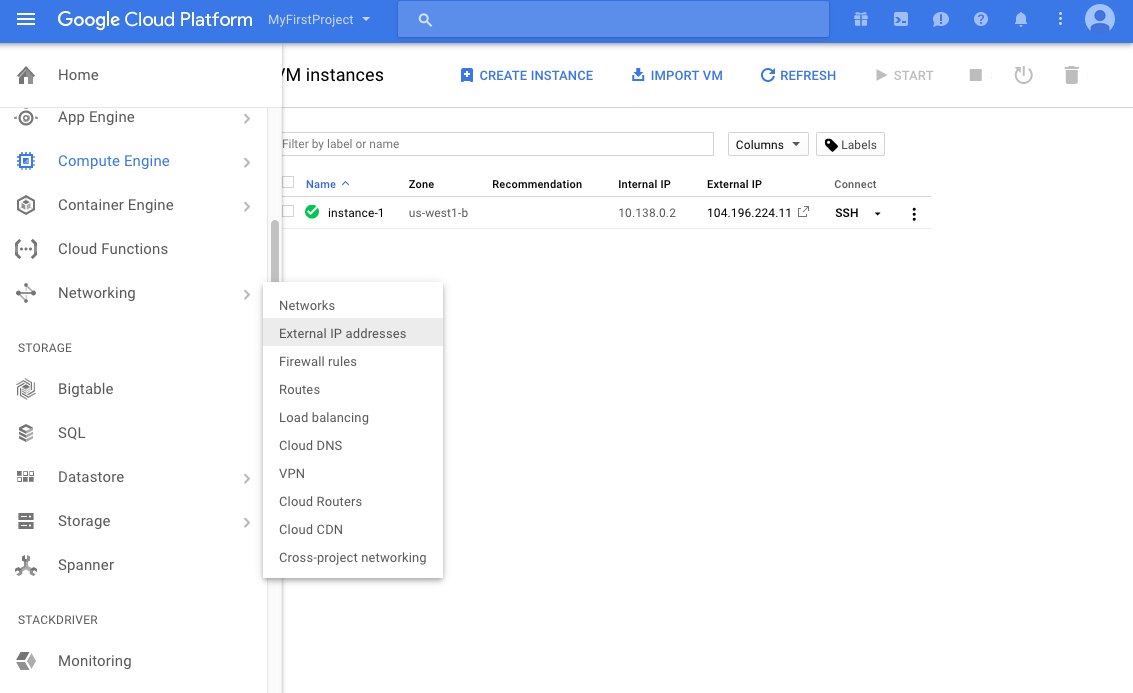 Google Cloud Platform MyFirstProject
Home
VM instances CREATE INSTANCE IMPORT VM REFRESH START
App Engine
Compute Engine
Container Engine
Cloud Functions
Networking
STORAGE
Bigtable
SQL
Datastore
Storage
Spanner
STACKDRIVER
Monitoring
Filter by label or name Columns Labels
Name Zone Recommendation Internal IP External IP Connect
instance-1 us-west1-b 10.138.0.2 104.196.224.11 SSH
Networks
External IP addresses
Firewall rules
Routes
Load balancing
Cloud DNS
VPN
Cloud Routers
Cloud CDN
Cross-project networking